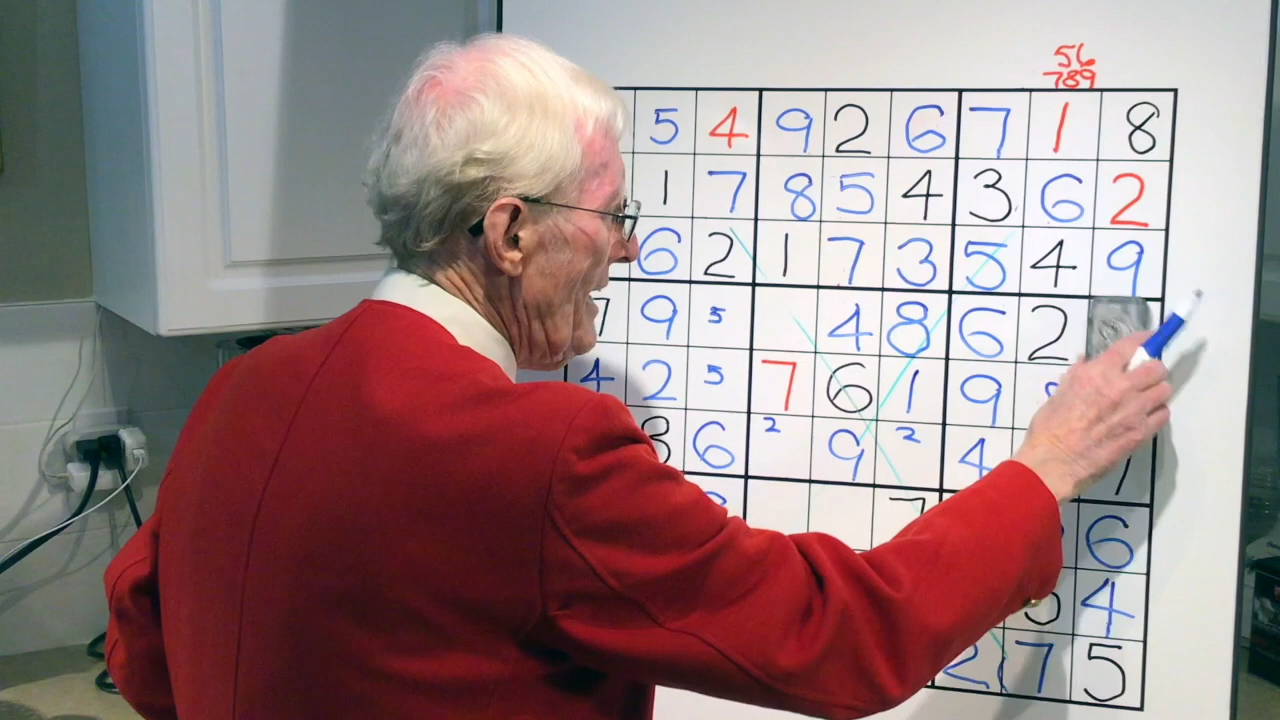 56
789
5 4 9 2 6 7 1 8
1 7 8 5 4 3 6 2
6 2 1 7 3 5 4 9
9 5 4 8 6 2
4 2 5 7 6 1 9
6 2 9 2 4
7 6
4
2 7 5